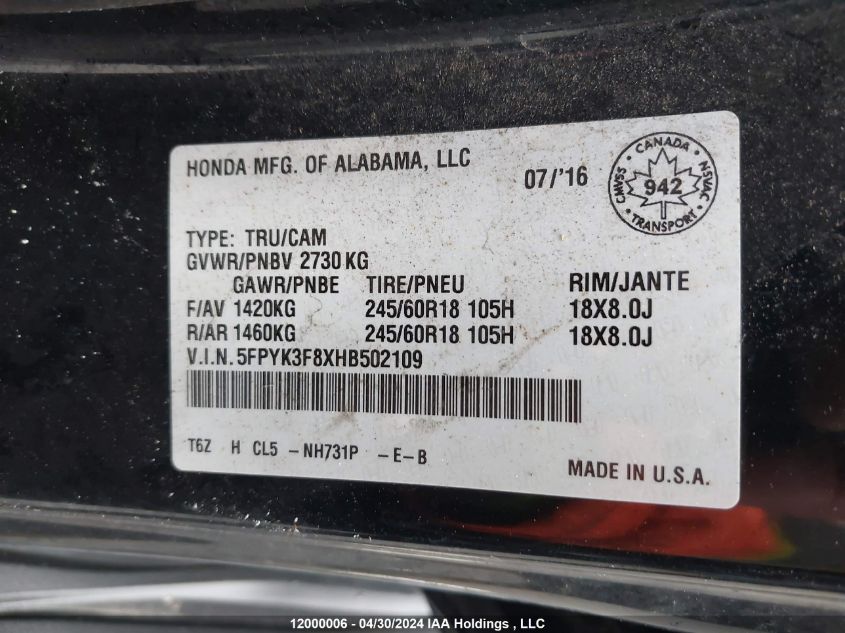 HONDA MFG. OF ALABAMA, LLC
07/'16
CANADA
CMVSS 942 NSVAC
TRANSPORT
TYPE: TRU/CAM
GVWR/PNBV 2730 KG
GAWR/PNBE TIRE/PNEU RIM/JANTE
F/AV 1420KG 245/60R18 105H 18X8.0J
R/AR 1460KG 245/60R18 105H 18X8.0J
V.I.N. 5FPYK3F8XHB502109
T6Z H CL5 -NH731P -E-B
MADE IN U.S.A.
12000006 - 04/30/2024 IAA Holdings , LLC